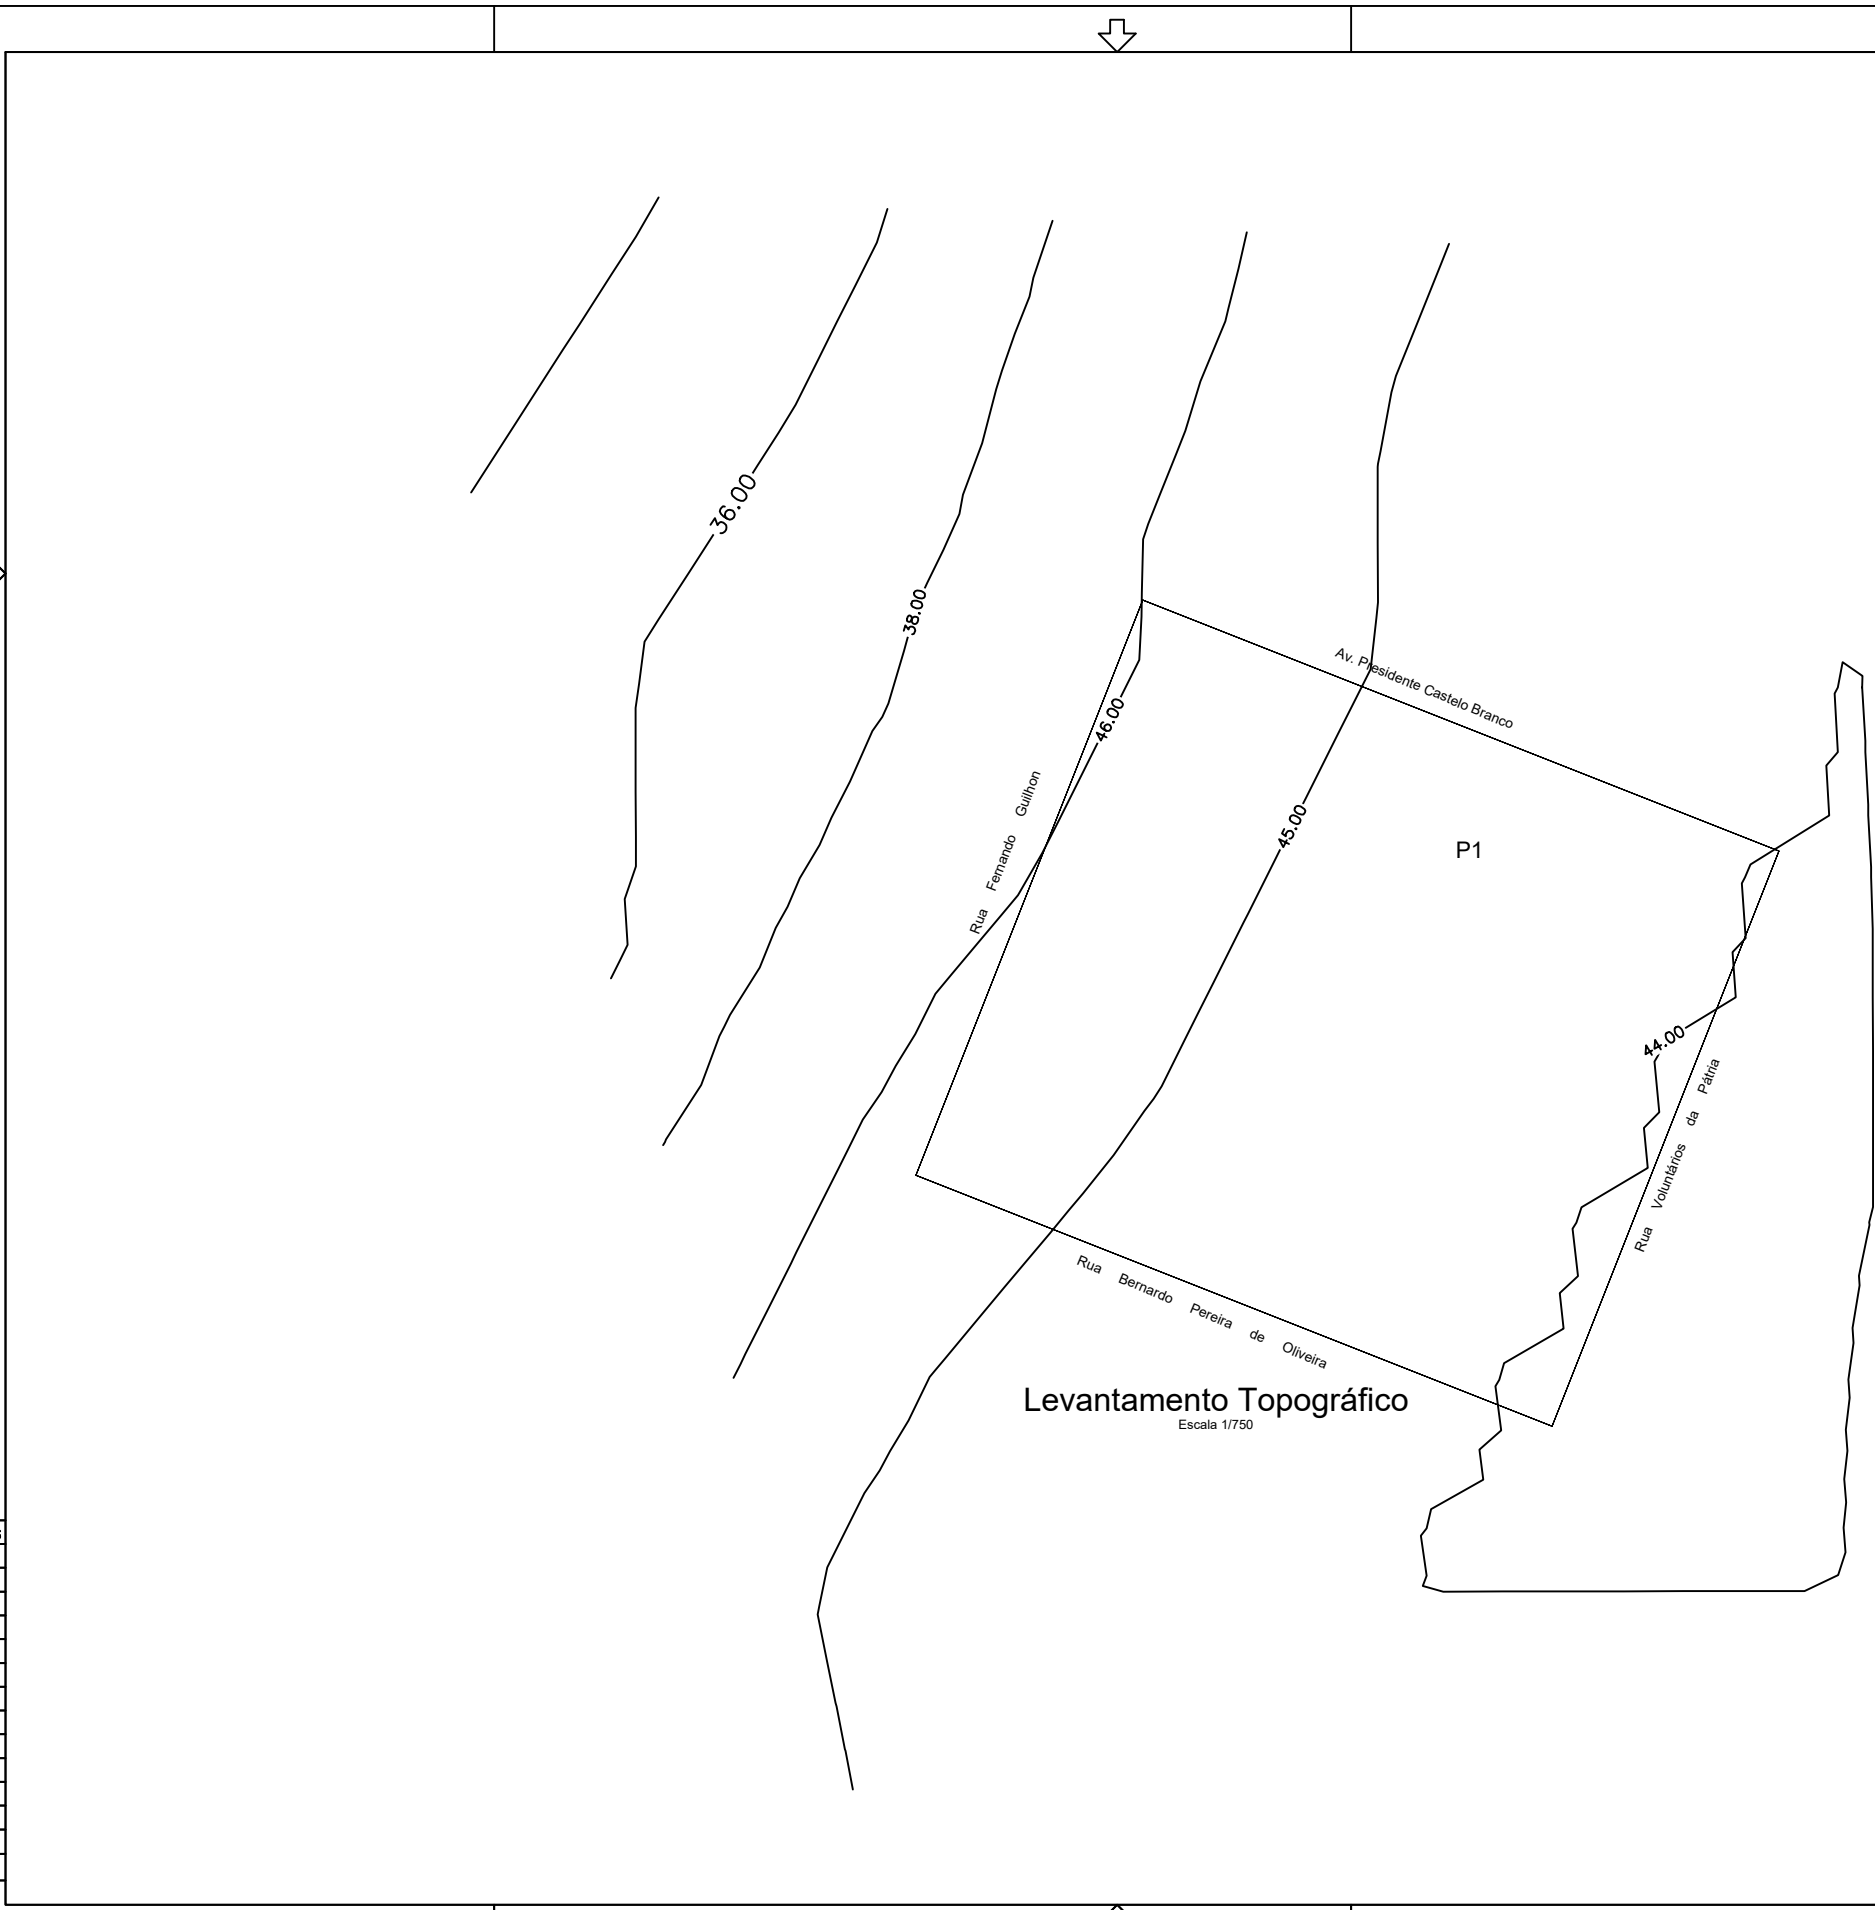 36.00
38.00
Av. Presidente Castelo Branco
46.00
Rua Fernando Guilhon
45.00
P1
44.00
Rua Voluntários da Pátria
Rua Bernardo Pereira de Oliveira
Levantamento Topográfico
Escala 1/750